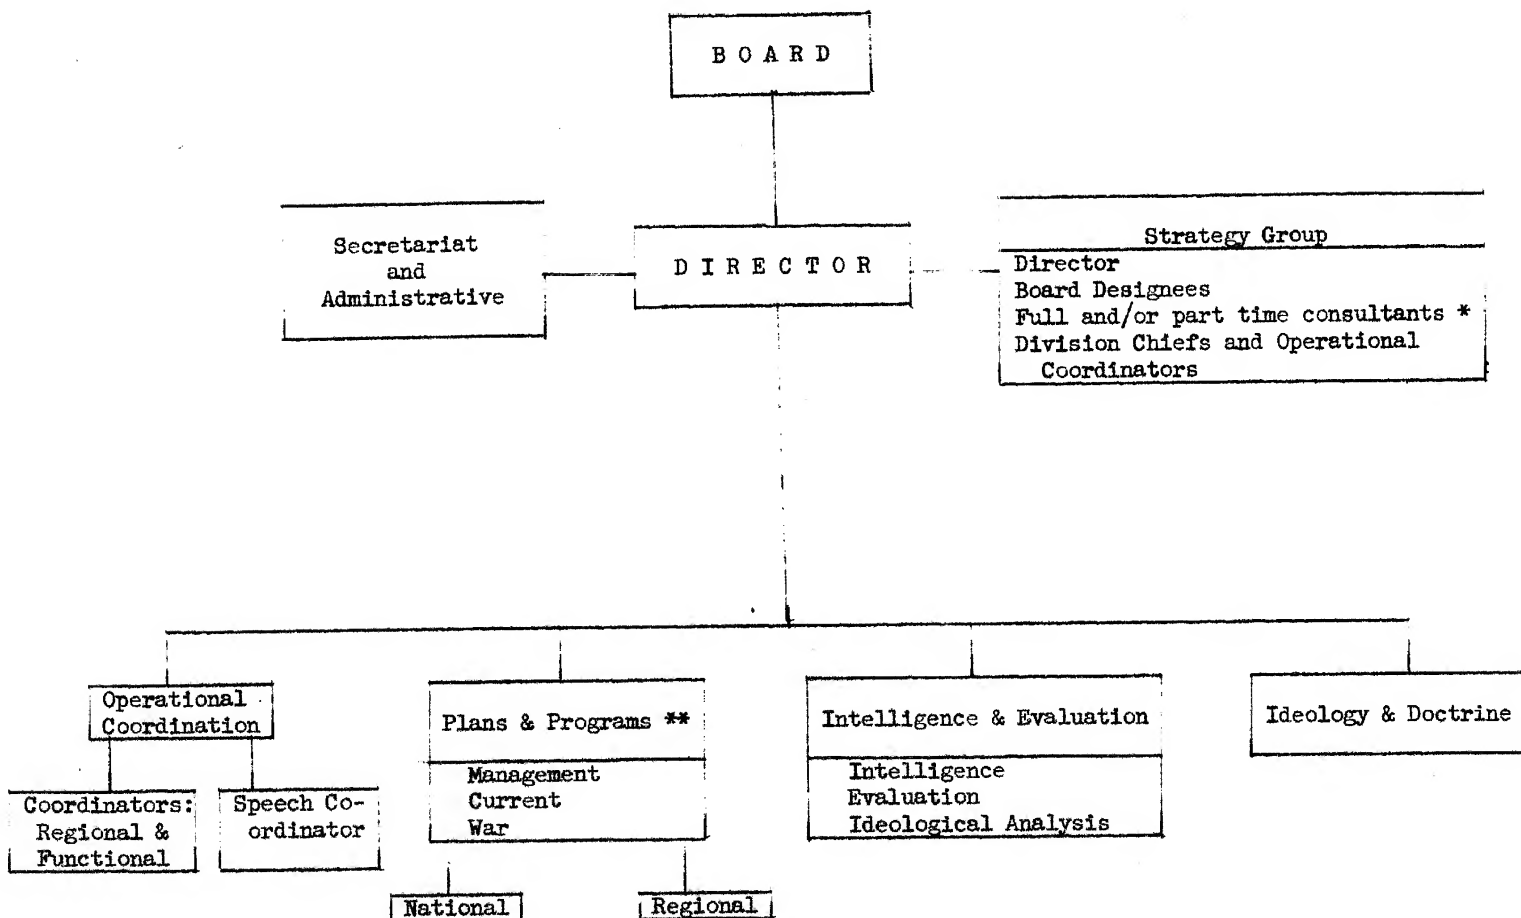 B O A R D
Secretariat
and
Administrative
D I R E C T O R
Strategy Group
Director
Board Designees
Full and/or part time consultants *
Division Chiefs and Operational
Coordinators
Operational
Coordination
Coordinators:
Regional &
Functional
Speech Co-
ordinator
Plans & Programs **
Management
Current
War
National
Regional
Intelligence & Evaluation
Intelligence
Evaluation
Ideological Analysis
Ideology & Doctrine